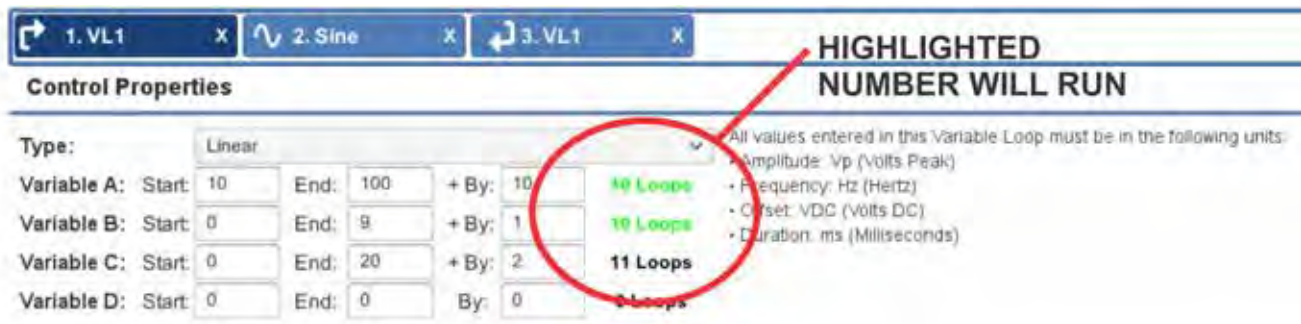 1. VL1 X 2. Sine X 3. VL1 X
HIGHLIGHTED
NUMBER WILL RUN
Control Properties
Type: Linear
Variable A: Start: 10 End: 100 + By: 10 10 Loops
Variable B: Start: 0 End: 9 + By: 1 10 Loops
Variable C: Start: 0 End: 20 + By: 2 11 Loops
Variable D: Start: 0 End: 0 By: 0 0 Loops
All values entered in this Variable Loop must be in the following units:
• Amplitude: Vp (Volts Peak)
• Frequency: Hz (Hertz)
• Offset: VDC (Volts DC)
• Duration: ms (Milliseconds)